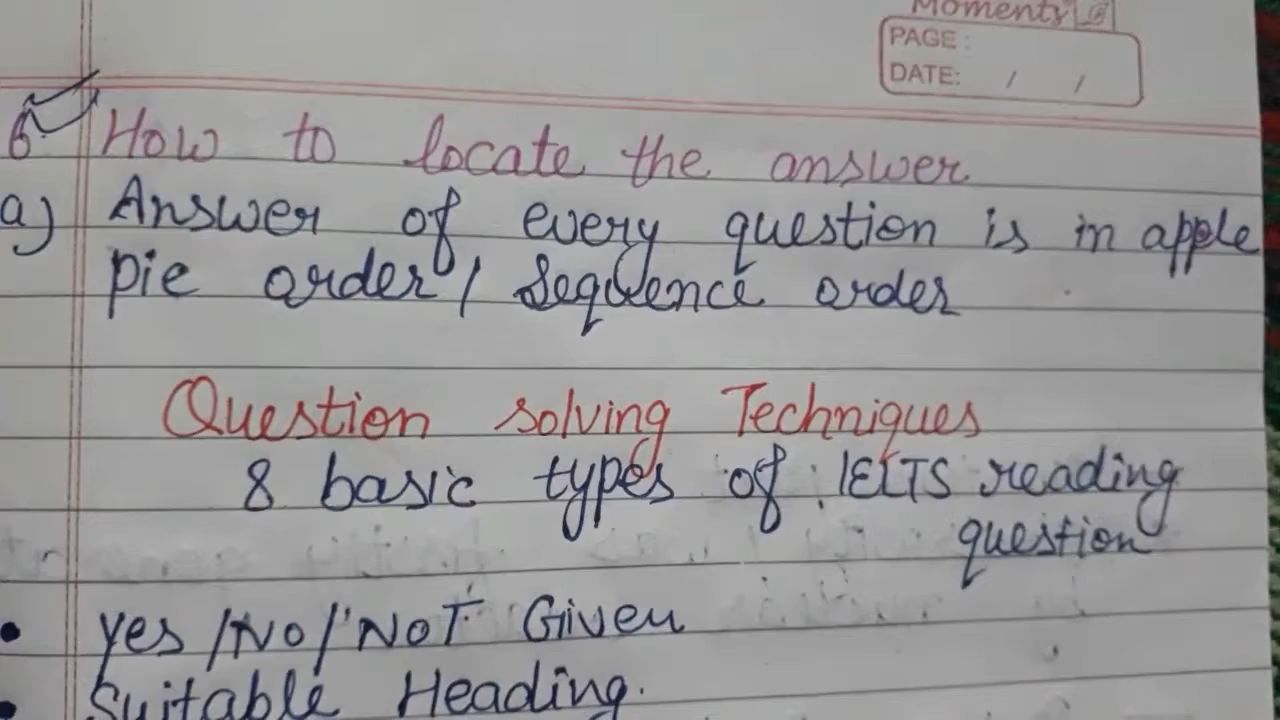 Moments
PAGE :
DATE: / /
6 How to locate the answer
a) Answer of every question is in apple
pie order / Sequence order
Question solving Techniques
8 basic types of IELTS reading
question
• Yes /No/ NOT Given
• Suitable Heading.